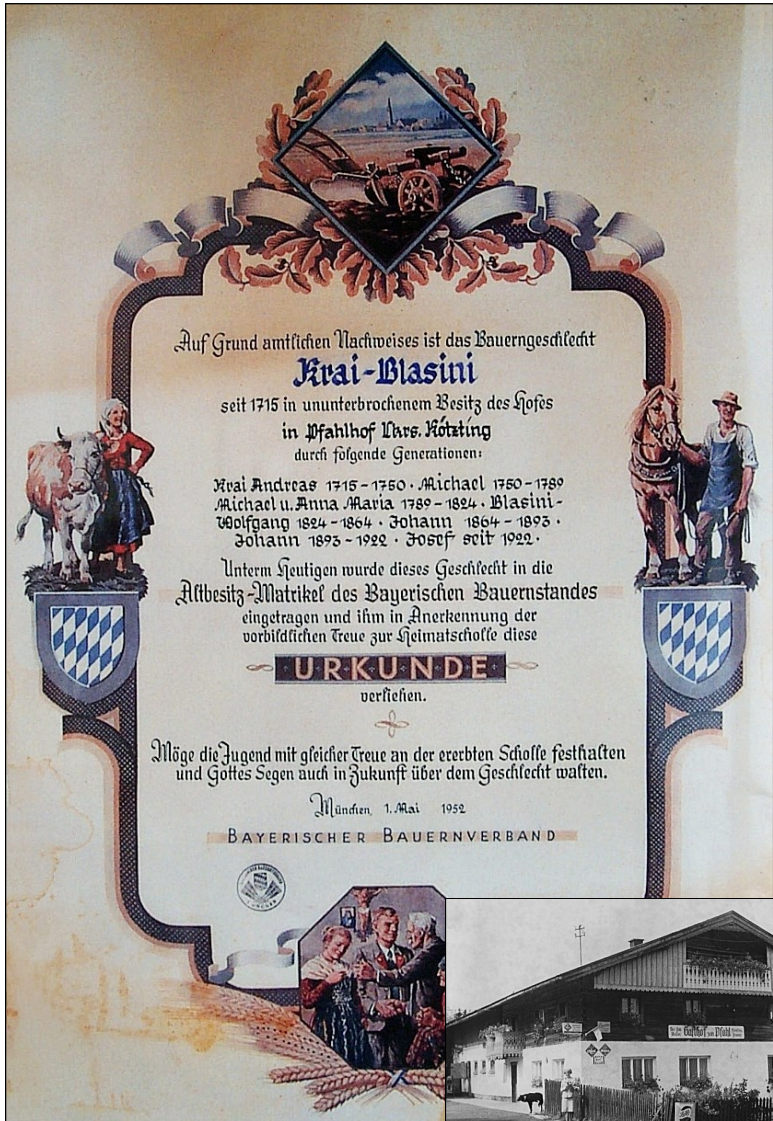 Auf Grund amtlichen Nachweises ist das Bauerngeschlecht
Krai-Blasini
seit 1715 in ununterbrochenem Besitz des Hofes
in Pfahlhof Lkrs. Kötzting
durch folgende Generationen:
Krai Andreas 1715 - 1750 · Michael 1750 - 1789
Michael u. Anna Maria 1789 - 1824 · Blasini-
Wolfgang 1824 - 1864 · Johann 1864 - 1893 ·
Johann 1893 - 1922 · Josef seit 1922 ·
Unterm Heutigen wurde dieses Geschlecht in die
Altbesitz-Matrikel des Bayerischen Bauernstandes
eingetragen und ihm in Anerkennung der
vorbildlichen Treue zur Heimatscholle diese
URKUNDE
verliehen.
Möge die Jugend mit gleicher Treue an der ererbten Scholle festhalten
und Gottes Segen auch in Zukunft über dem Geschlecht walten.
München, 1. Mai 1952
BAYERISCHER BAUERNVERBAND
Gasthof zum Pfahl